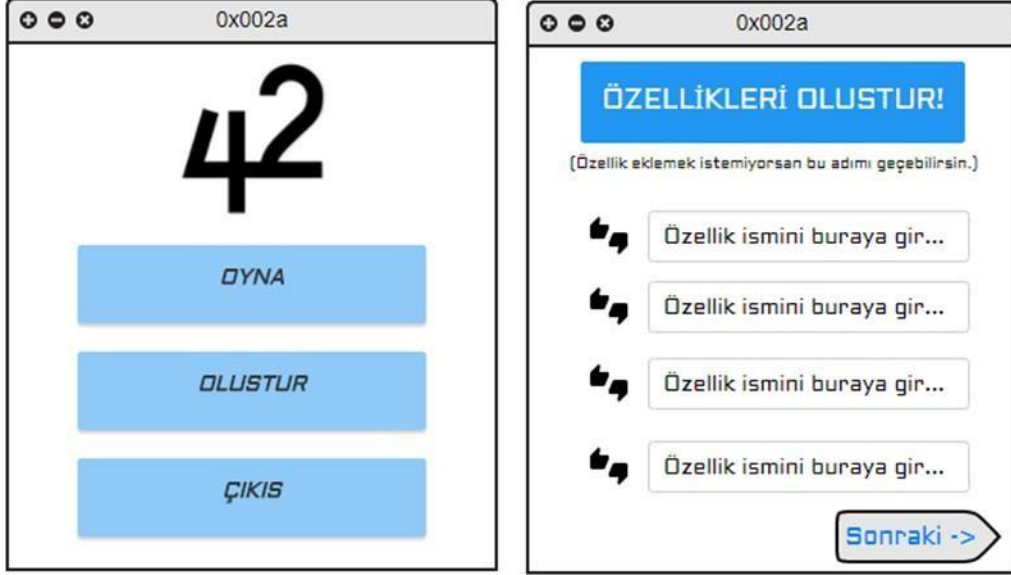 0x002a
42
OYNA
OLUSTUR
ÇIKIS
0x002a
ÖZELLİKLERİ OLUSTUR!
(Özellik eklemek istemiyorsan bu adımı geçebilirsin.)
Özellik ismini buraya gir...
Özellik ismini buraya gir...
Özellik ismini buraya gir...
Özellik ismini buraya gir...
Sonraki ->